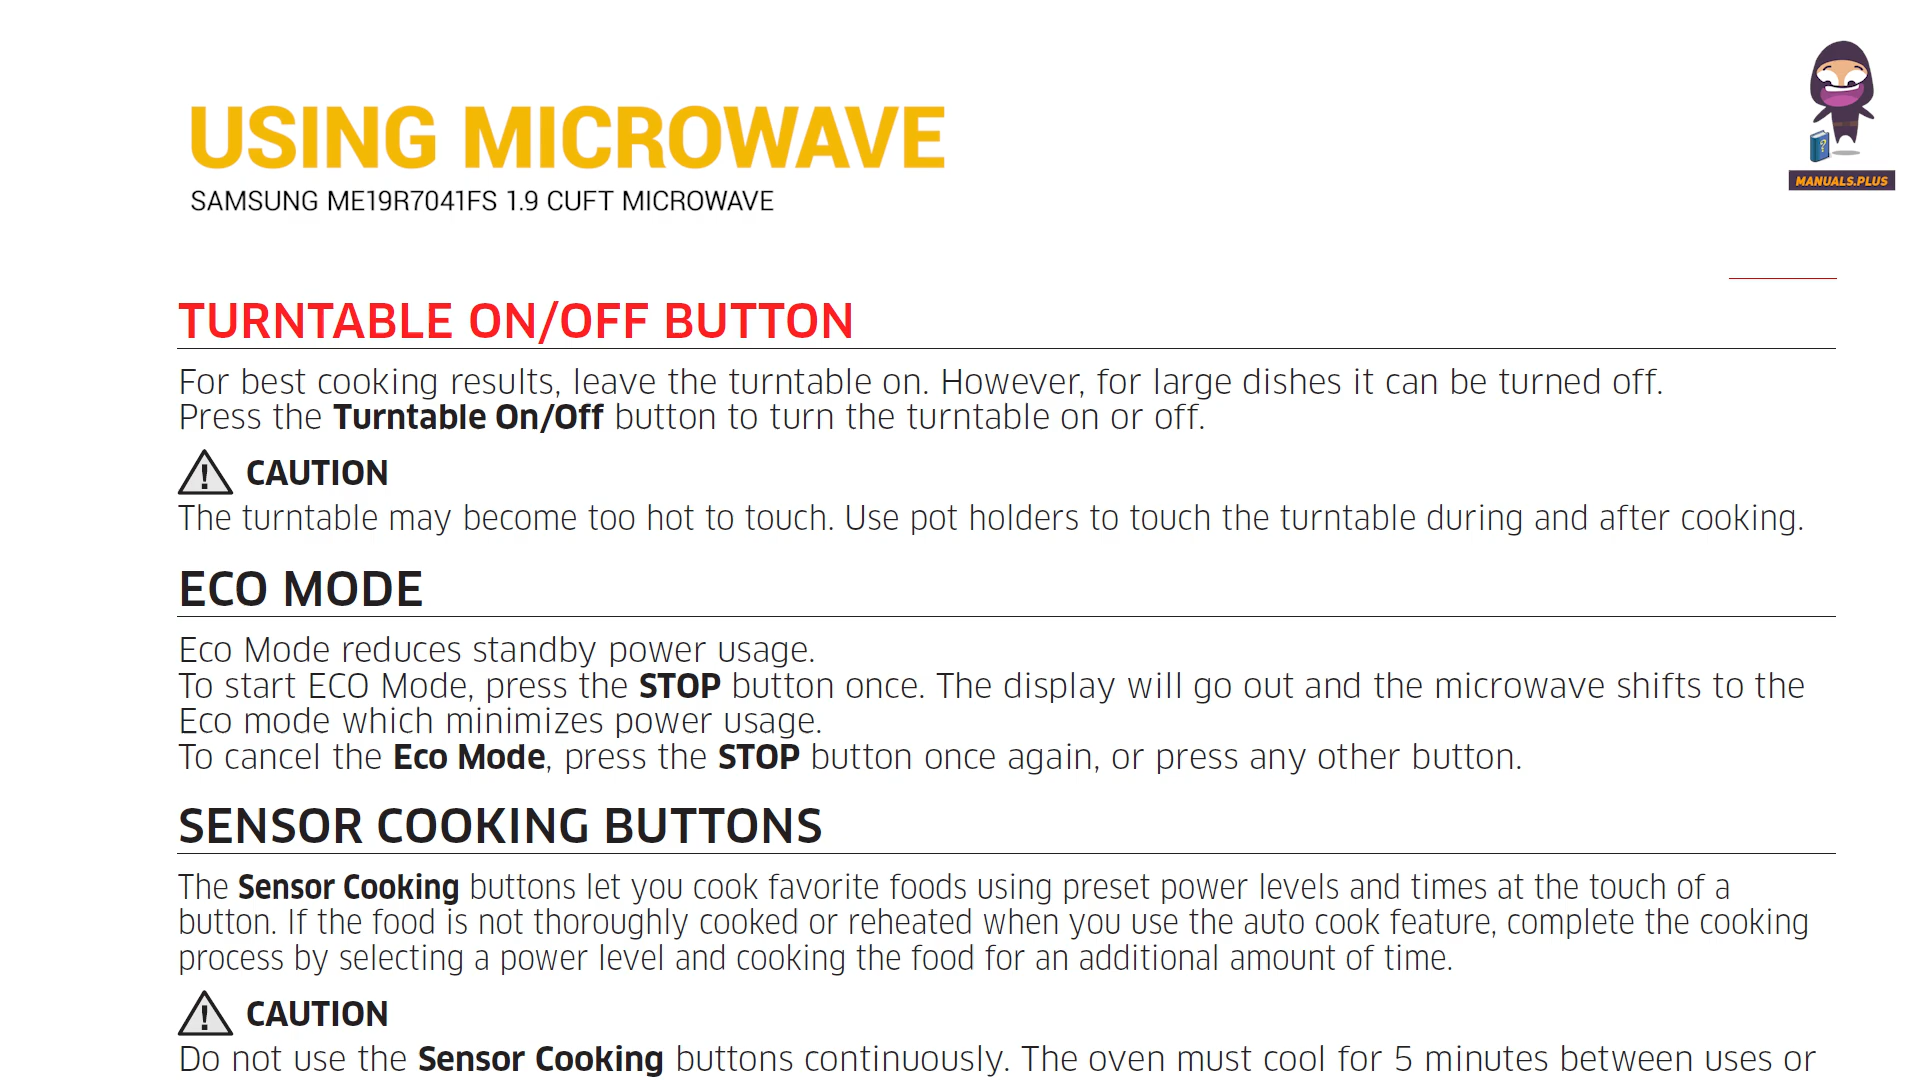 USING MICROWAVE
SAMSUNG ME19R7041FS 1.9 CUFT MICROWAVE
?
MANUALS.PLUS
TURNTABLE ON/OFF BUTTON
For best cooking results, leave the turntable on. However, for large dishes it can be turned off.
Press the Turntable On/Off button to turn the turntable on or off.
! CAUTION
The turntable may become too hot to touch. Use pot holders to touch the turntable during and after cooking.
ECO MODE
Eco Mode reduces standby power usage.
To start ECO Mode, press the STOP button once. The display will go out and the microwave shifts to the
Eco mode which minimizes power usage.
To cancel the Eco Mode, press the STOP button once again, or press any other button.
SENSOR COOKING BUTTONS
The Sensor Cooking buttons let you cook favorite foods using preset power levels and times at the touch of a
button. If the food is not thoroughly cooked or reheated when you use the auto cook feature, complete the cooking
process by selecting a power level and cooking the food for an additional amount of time.
! CAUTION
Do not use the Sensor Cooking buttons continuously. The oven must cool for 5 minutes between uses or